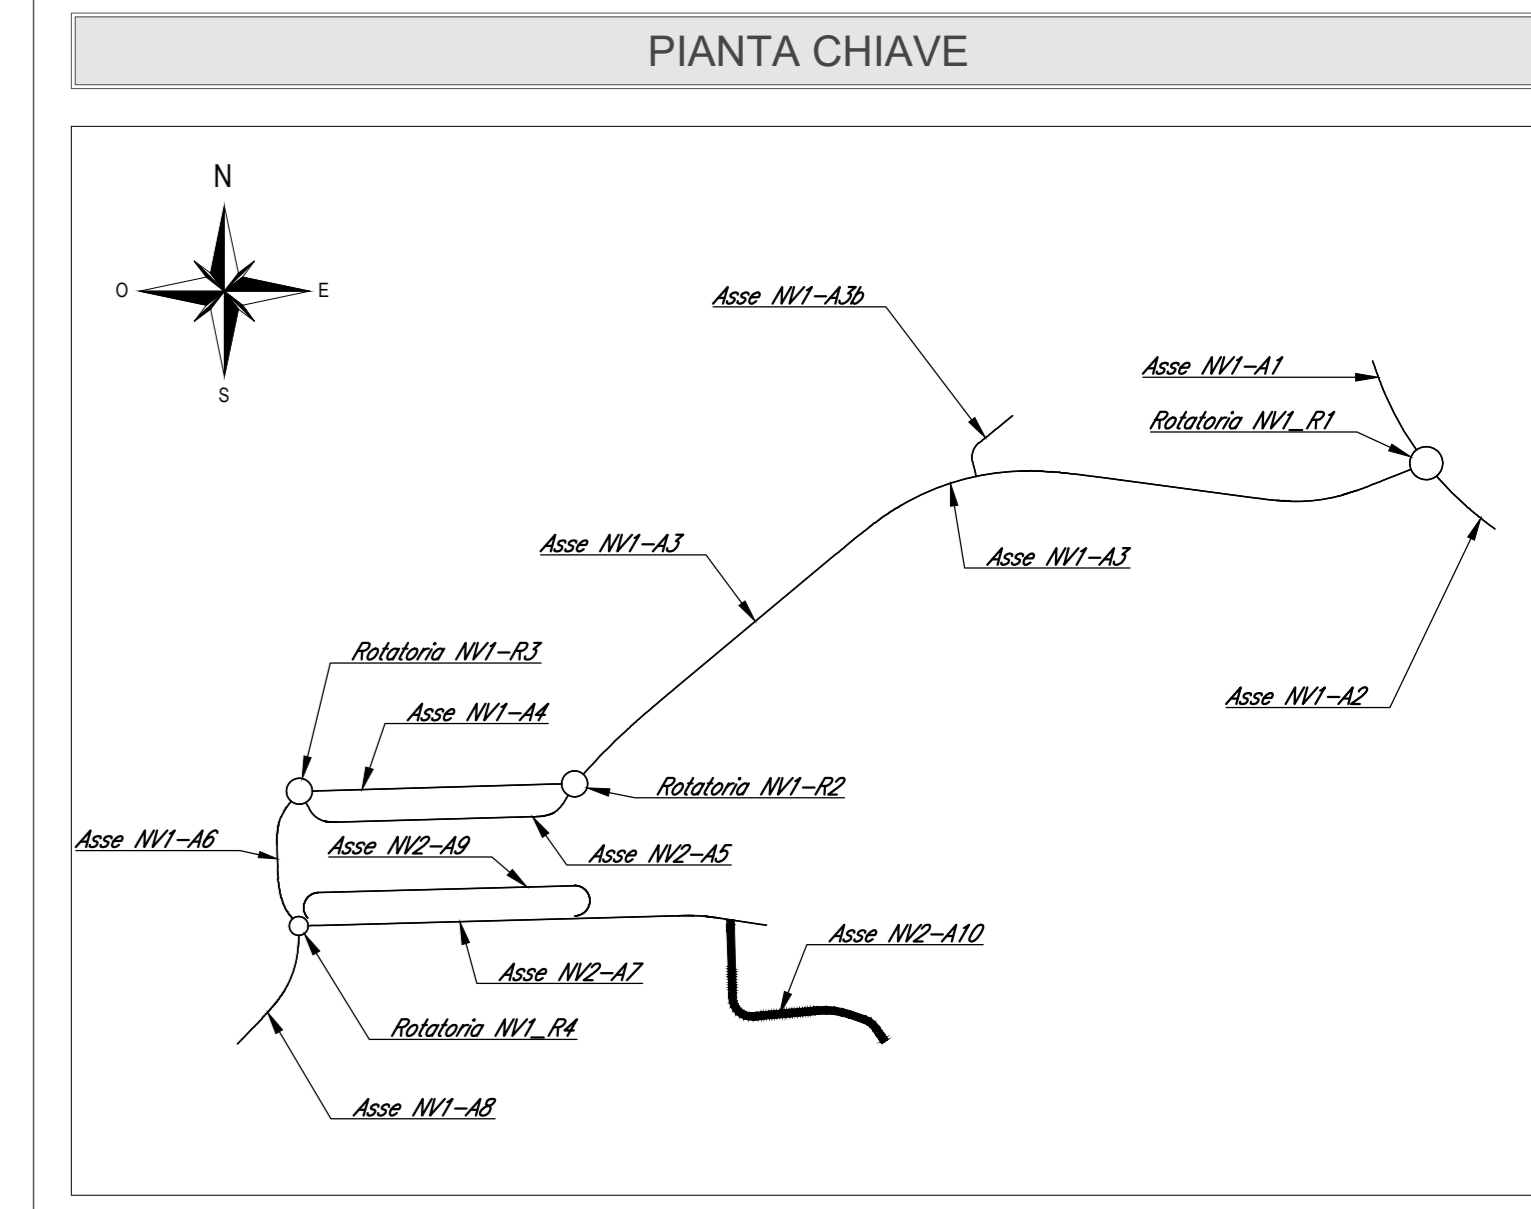 PIANTA CHIAVE
N
O
E
S
Asse NV1-A3b
Asse NV1-A1
Rotatoria NV1_R1
Asse NV1-A3
Asse NV1-A3
Rotatoria NV1-R3
Asse NV1-A2
Asse NV1-A4
Rotatoria NV1-R2
Asse NV1-A6
Asse NV2-A9
Asse NV2-A5
Asse NV2-A10
Asse NV2-A7
Rotatoria NV1_R4
Asse NV1-A8